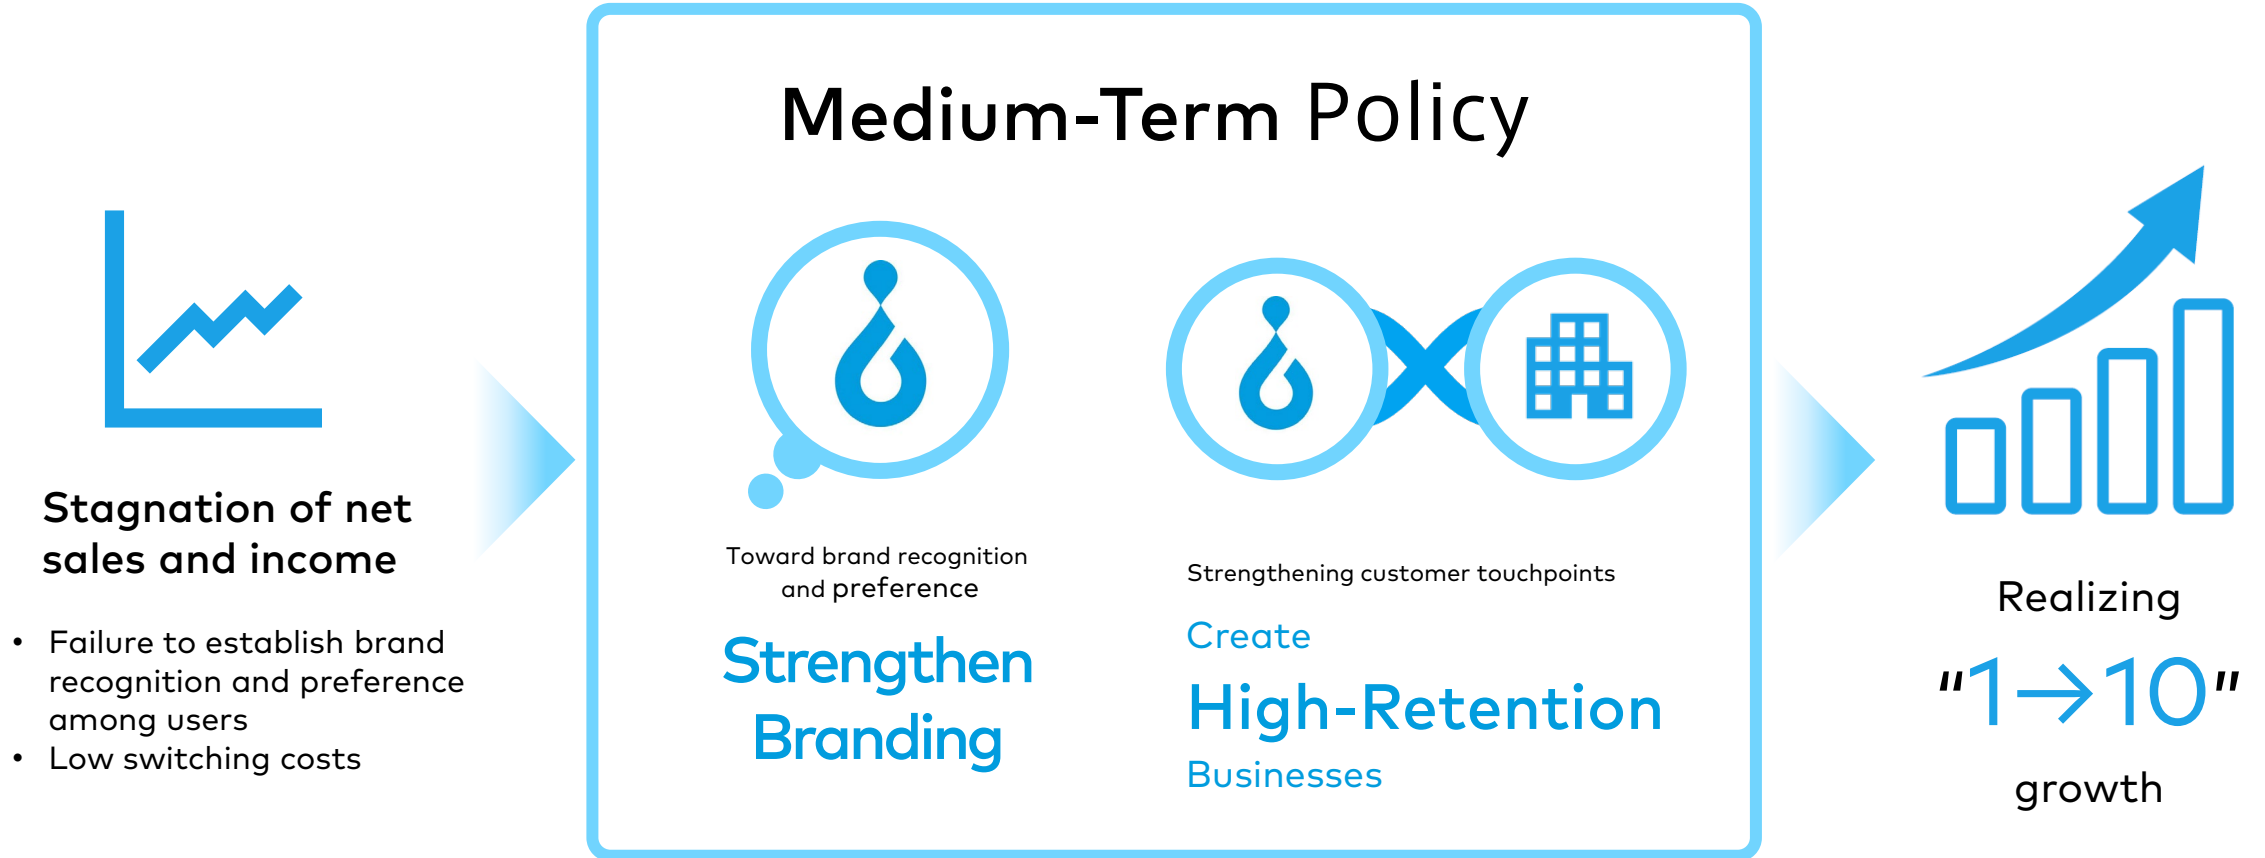 Medium-Term Policy
Stagnation of net
sales and income
• Failure to establish brand
recognition and preference
among users
• Low switching costs
Toward brand recognition
and preference
Strengthen
Branding
Strengthening customer touchpoints
Create
High-Retention
Businesses
Realizing
"1→10"
growth